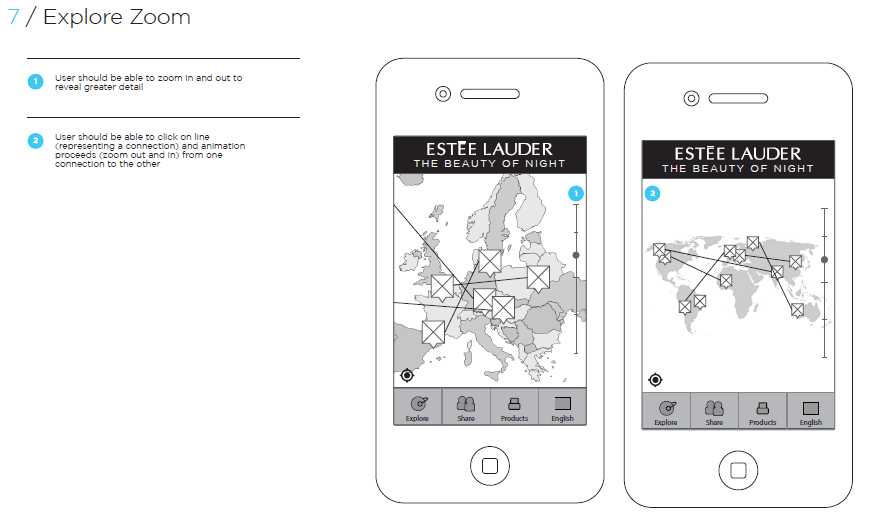 7 / Explore Zoom
1
User should be able to zoom in and out to
reveal greater detail
2
User should be able to click on line
(representing a connection) and animation
proceeds (zoom out and in) from one
connection to the other
ESTĒE LAUDER
THE BEAUTY OF NIGHT
1
Explore
Share
Products
English
ESTĒE LAUDER
THE BEAUTY OF NIGHT
2
Explore
Share
Products
English